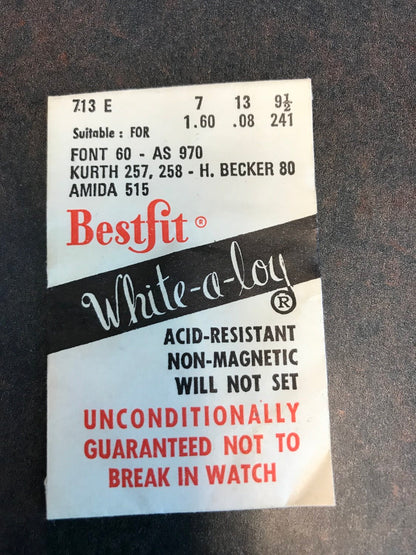 713 E 7 13 9½
1.60 .08 241
Suitable : FOR
FONT 60 - AS 970
KURTH 257, 258 - H. BECKER 80
AMIDA 515
Bestfit ®
White-a-loy ®
ACID-RESISTANT
NON-MAGNETIC
WILL NOT SET
UNCONDITIONALLY
GUARANTEED NOT TO
BREAK IN WATCH